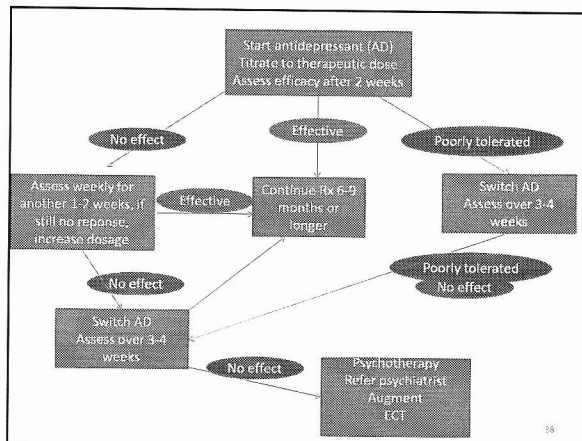 Start antidepressant (AD)
Titrate to therapeutic dose
Assess efficacy after 2 weeks
No effect
Effective
Poorly tolerated
Assess weekly for
another 1-2 weeks, if
still no reponse,
increase dosage
Effective
Continue Rx 6-9
months or
longer
Switch AD
Assess over 3-4
weeks
No effect
Poorly tolerated
No effect
Switch AD
Assess over 3-4
weeks
No effect
Psychotherapy
Refer psychiatrist
Augment
ECT
38